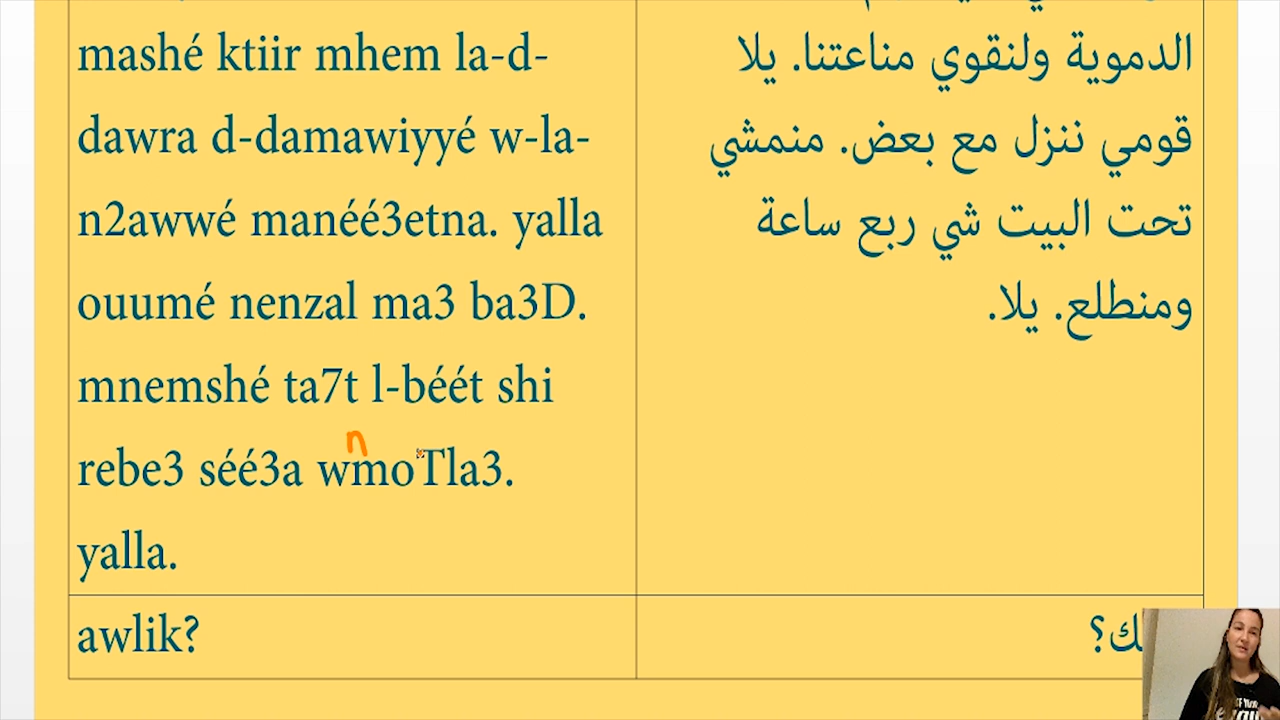 mashé ktiir mhem la-d-
dawra d-damawiyyé w-la-
n2awwé manéé3etna. yalla
ouumé nenzal ma3 ba3D.
mnemshé ta7t l-béét shi
rebe3 séé3a wmoTla3.
n
yalla.
الدموية ولنقوي مناعتنا. يلا
قومي ننزل مع بعض. منمشي
تحت البيت شي ربع ساعة
ومنطلع. يلا.
awlik?